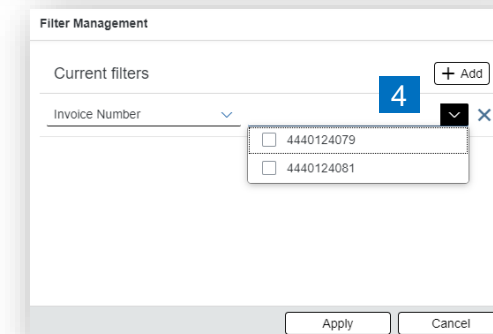 Filter Management
Current filters
+ Add
4
Invoice Number
4440124079
4440124081
Apply
Cancel